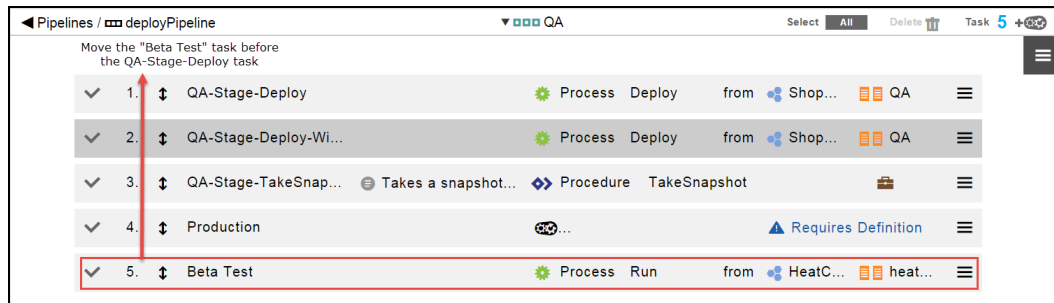 Pipelines / deployPipeline QA Select All Delete Task 5 +
Move the "Beta Test" task before
the QA-Stage-Deploy task
1. QA-Stage-Deploy Process Deploy from Shop... QA
2. QA-Stage-Deploy-Wi... Process Deploy from Shop... QA
3. QA-Stage-TakeSnap... Takes a snapshot... Procedure TakeSnapshot
4. Production ... Requires Definition
5. Beta Test Process Run from HeatC... heat...